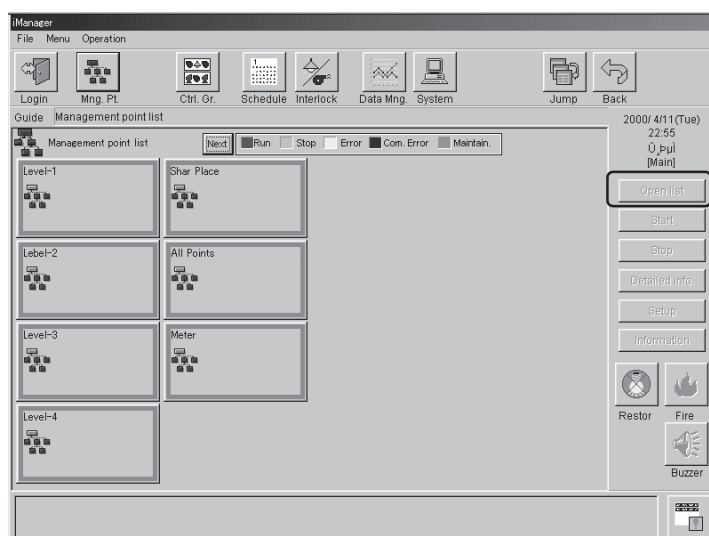 iManager
File Menu Operation
Login Mng. Pt. Ctrl. Gr. Schedule Interlock Data Mng. System Jump Back
Guide Management point list
2000/ 4/11 (Tue)
22:55
Û¸Þµİ
[Main]
Management point list Next Run Stop Error Com. Error Maintain.
Level-1 Shar Place
Open list
Start
Lebel-2 All Points
Stop
Detailed info.
Setup
Level-3 Meter
Information
Restor Fire
Level-4
Buzzer